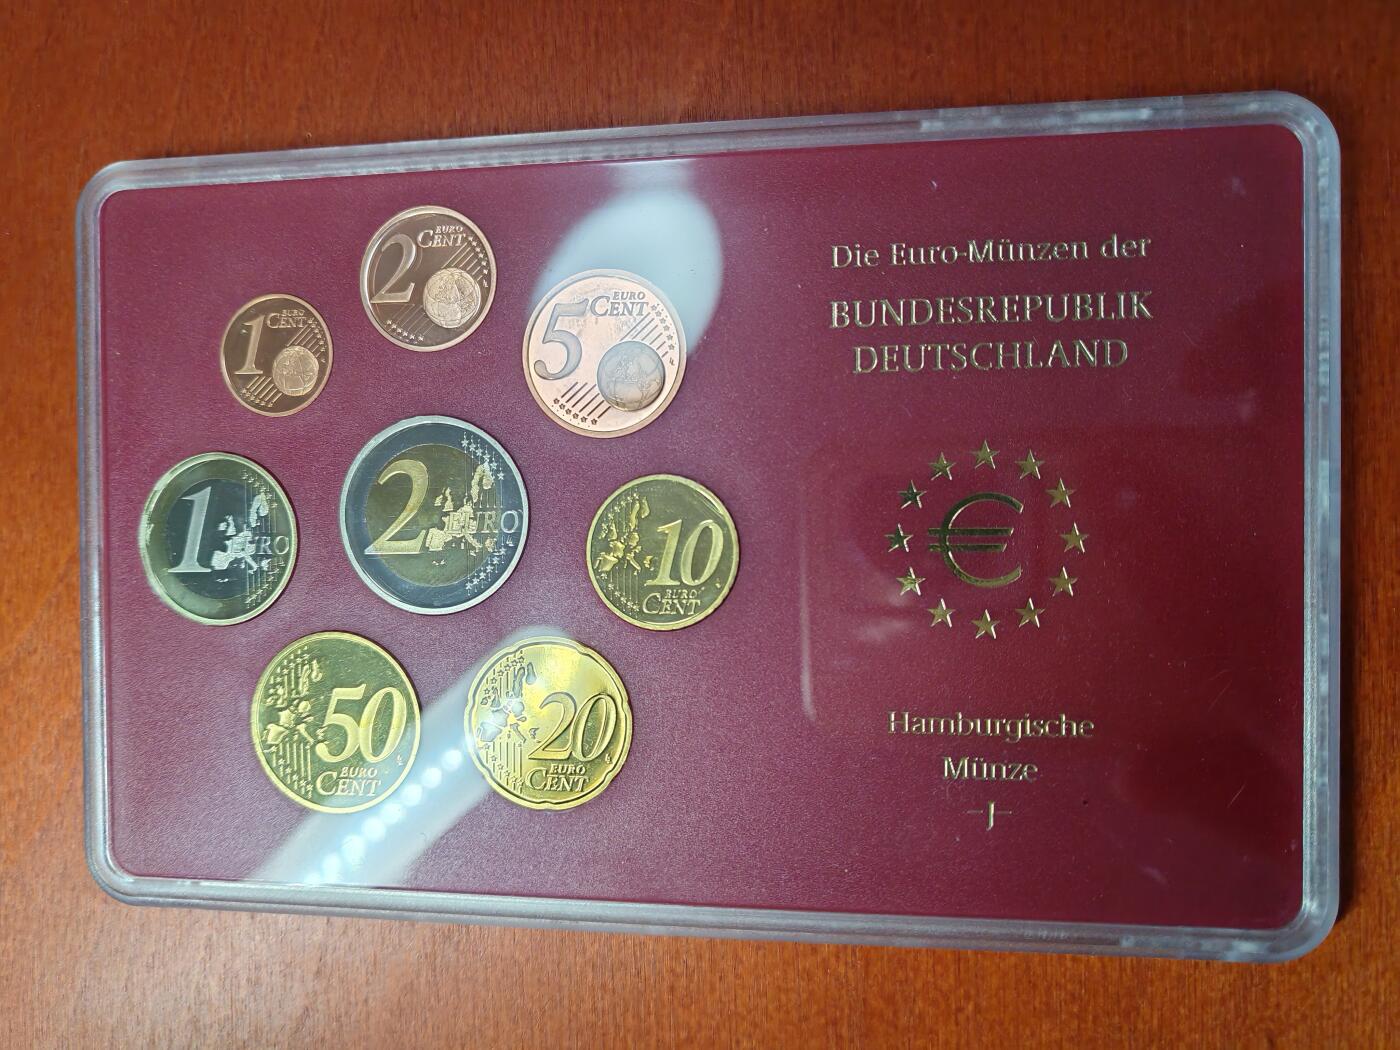 2 EURO
CENT
1 EURO
CENT
5 EURO
CENT
1 EURO
2 EURO
10
EURO
CENT
50
EURO
CENT
20
EURO
CENT
Die Euro-Münzen der
BUNDESREPUBLIK
DEUTSCHLAND
€
Hamburgische
Münze
-J-